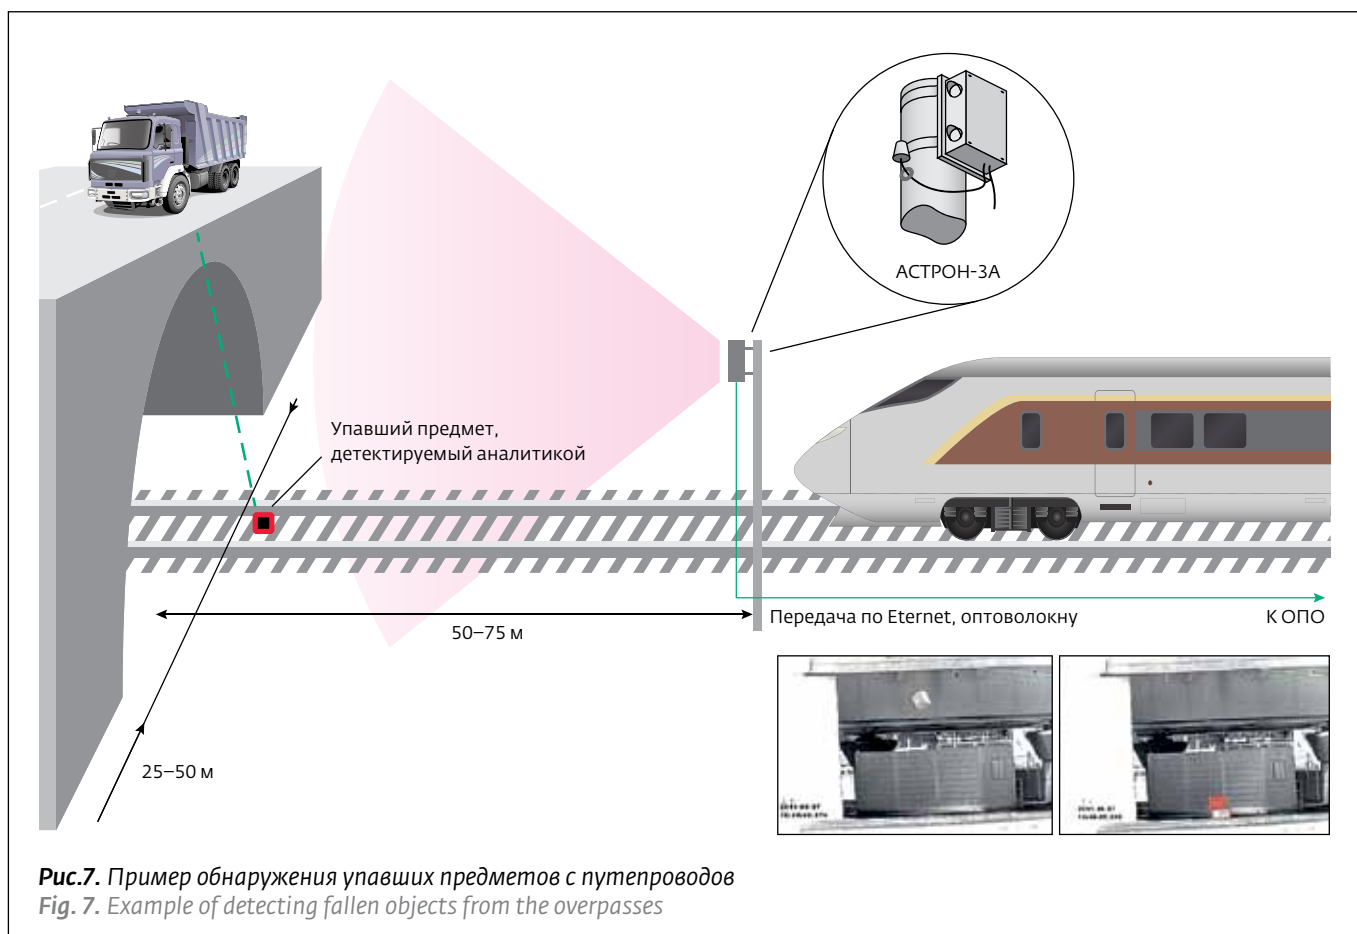 АСТРОН-3А
Упавший предмет,
детектируемый аналитикой
50–75 м
Передача по Eternet, оптоволокну
К ОПО
25–50 м
Рис.7. Пример обнаружения упавших предметов с путепроводов
Fig. 7. Example of detecting fallen objects from the overpasses